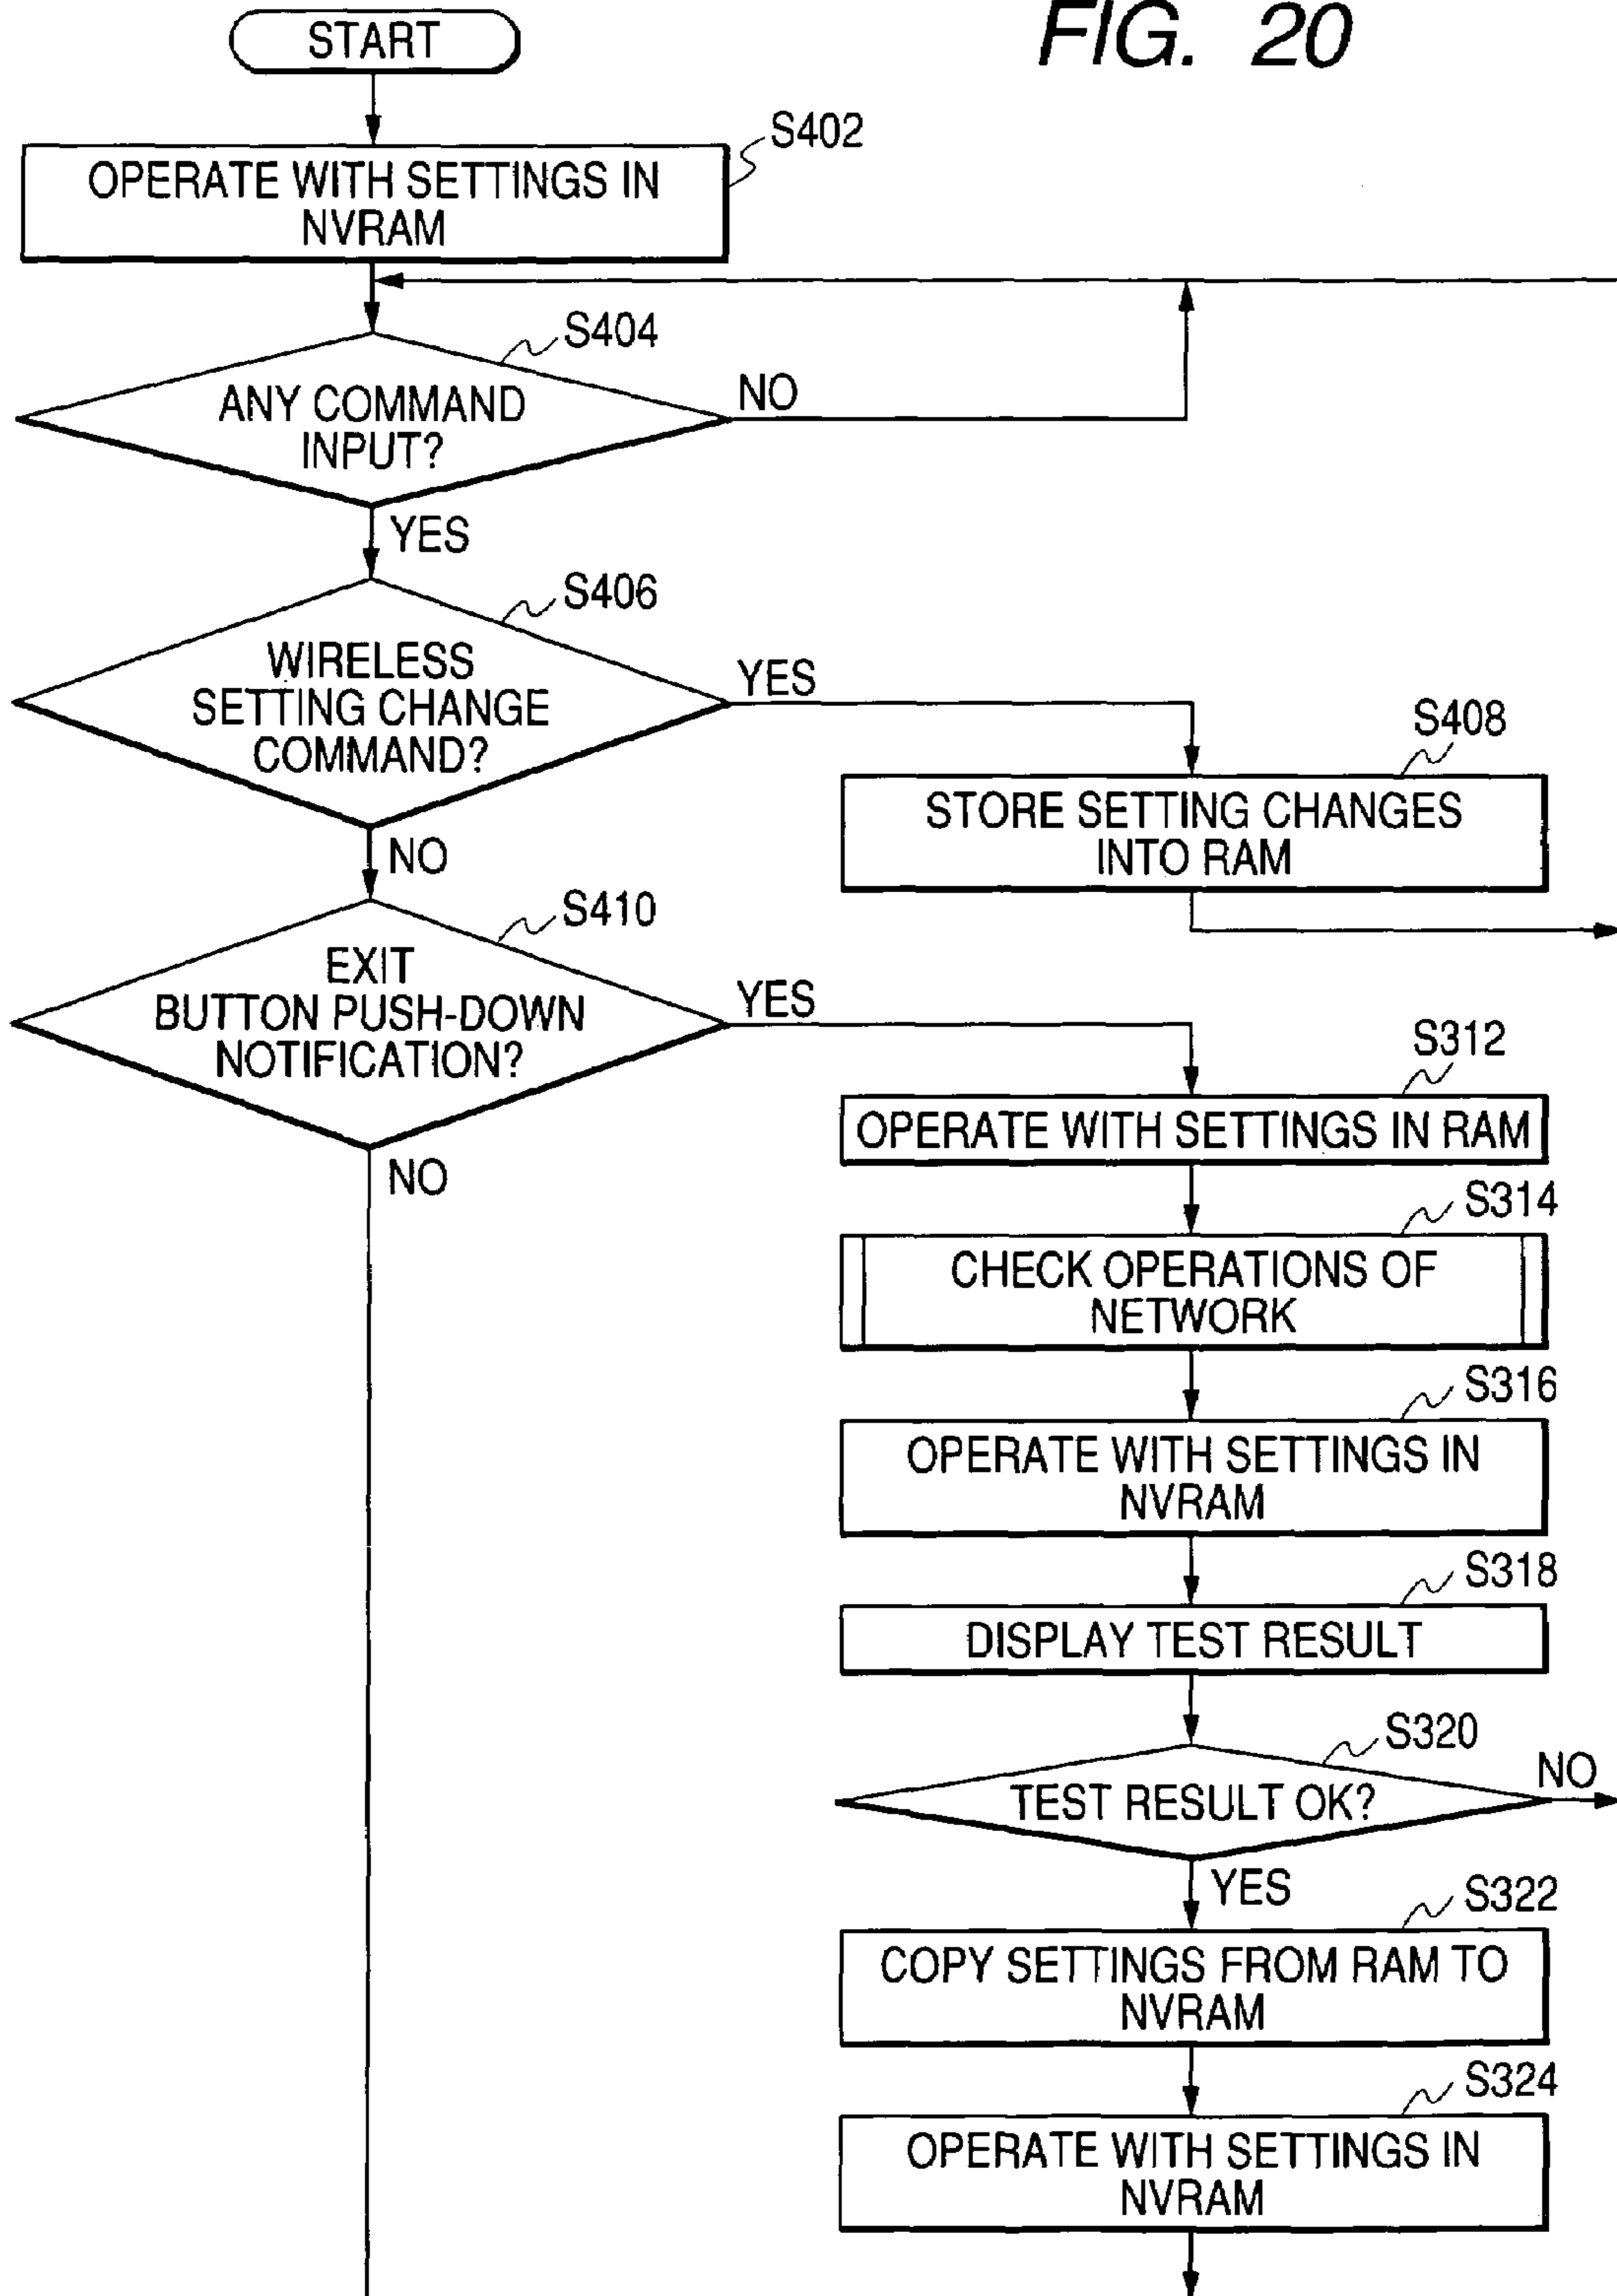 FIG. 20
START
S402
OPERATE WITH SETTINGS IN
NVRAM
S404
ANY COMMAND
INPUT?
NO
YES
S406
WIRELESS
SETTING CHANGE
COMMAND?
YES
S408
STORE SETTING CHANGES
INTO RAM
NO
S410
EXIT
BUTTON PUSH-DOWN
NOTIFICATION?
YES
NO
S312
OPERATE WITH SETTINGS IN RAM
S314
CHECK OPERATIONS OF
NETWORK
S316
OPERATE WITH SETTINGS IN
NVRAM
S318
DISPLAY TEST RESULT
S320
TEST RESULT OK?
NO
YES
S322
COPY SETTINGS FROM RAM TO
NVRAM
S324
OPERATE WITH SETTINGS IN
NVRAM